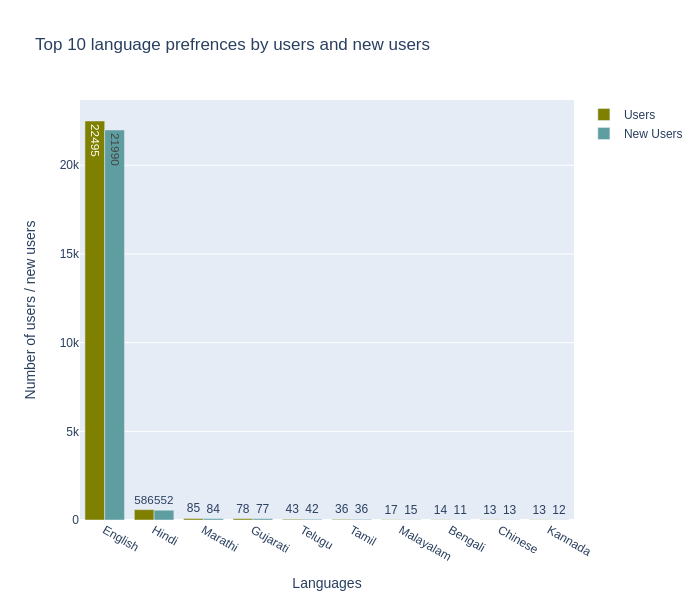 Top 10 language prefrences by users and new users
Users
New Users
Number of users / new users
20k
15k
10k
5k
0
22495 21990
586 552
85 84
78 77
43 42
36 36
17 15
14 11
13 13
13 12
English
Hindi
Marathi
Gujarati
Telugu
Tamil
Malayalam
Bengali
Chinese
Kannada
Languages